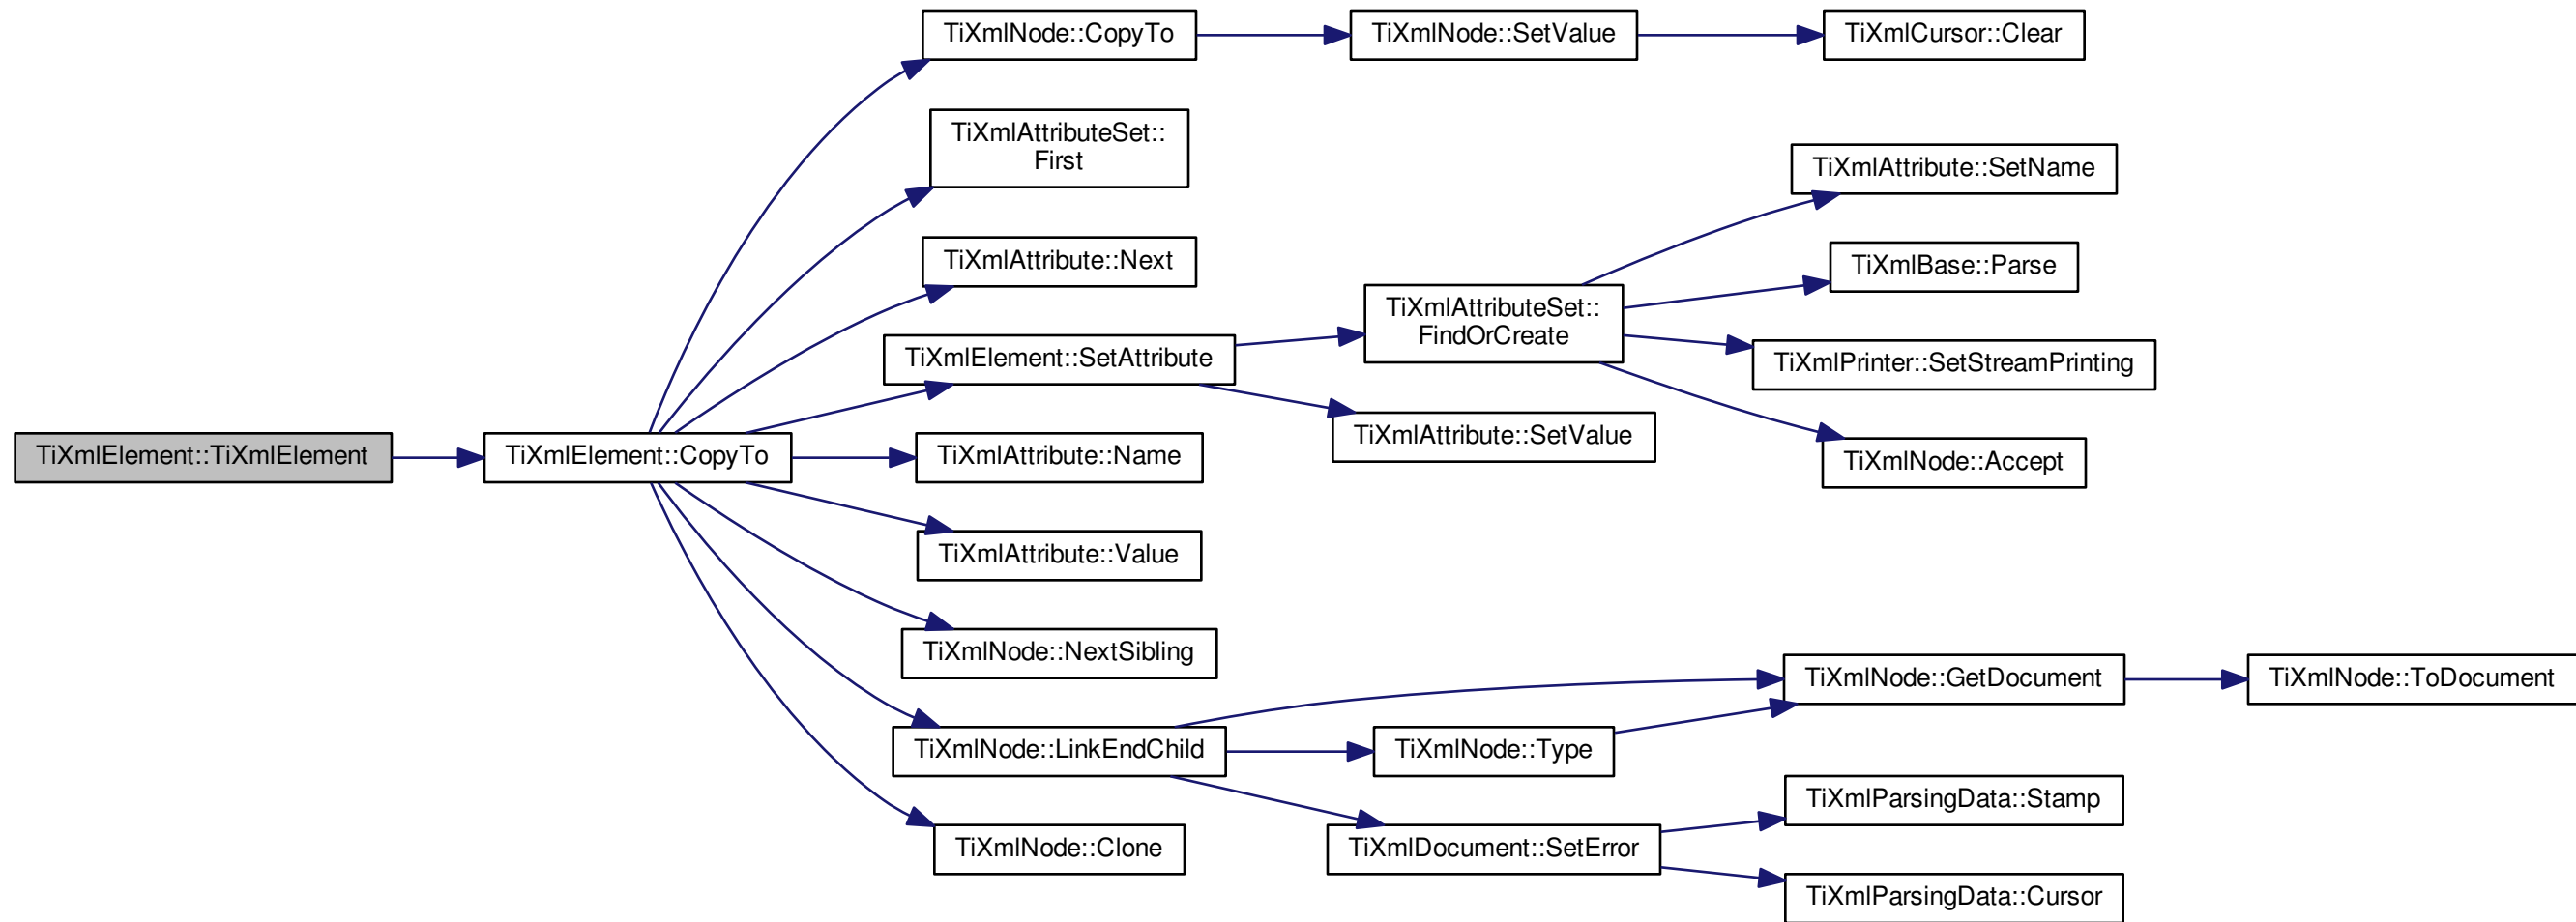 TiXmlNode::CopyTo
TiXmlNode::SetValue
TiXmlCursor::Clear
TiXmlAttributeSet::
First
TiXmlAttribute::SetName
TiXmlAttribute::Next
TiXmlBase::Parse
TiXmlAttributeSet::
FindOrCreate
TiXmlElement::SetAttribute
TiXmlPrinter::SetStreamPrinting
TiXmlAttribute::SetValue
TiXmlElement::TiXmlElement
TiXmlElement::CopyTo
TiXmlAttribute::Name
TiXmlNode::Accept
TiXmlAttribute::Value
TiXmlNode::NextSibling
TiXmlNode::GetDocument
TiXmlNode::ToDocument
TiXmlNode::LinkEndChild
TiXmlNode::Type
TiXmlParsingData::Stamp
TiXmlNode::Clone
TiXmlDocument::SetError
TiXmlParsingData::Cursor